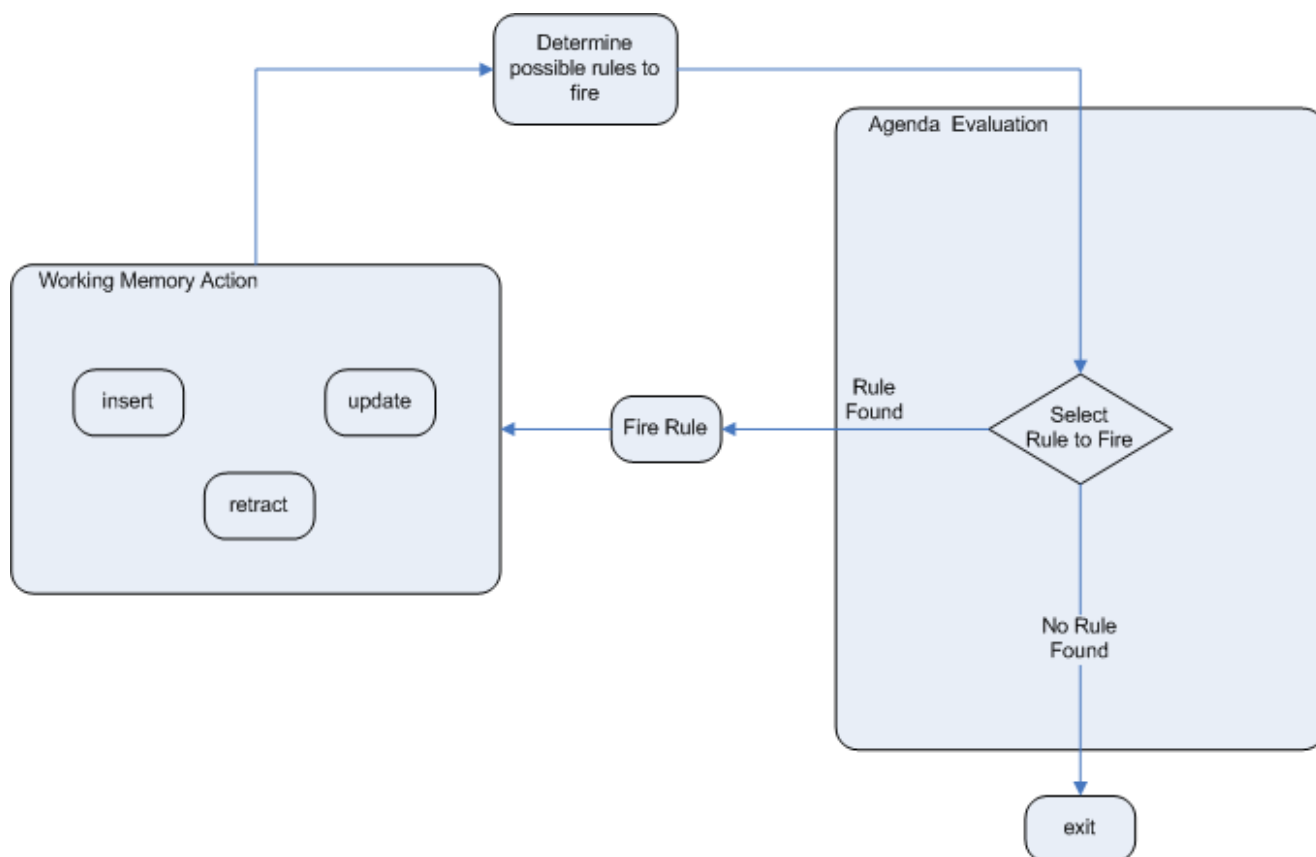 Determine
possible rules to
fire
Agenda Evaluation
Working Memory Action
insert
update
retract
Fire Rule
Rule
Found
Select
Rule to Fire
No Rule
Found
exit